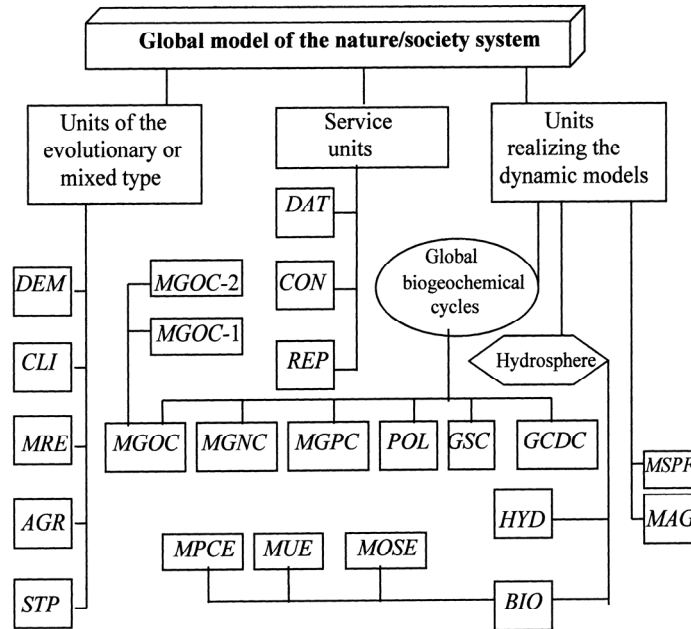 Global model of the nature/society system
Units of the
evolutionary or
mixed type
Service
units
Units
realizing the
dynamic models
DAT
CON
REP
Global
biogeochemical
cycles
Hydrosphere
DEM
CLI
MRE
AGR
STP
MGOC-2
MGOC-1
MGOC
MGNC
MGPC
POL
GSC
GCDC
MSPF
MAG
HYD
MPCE
MUE
MOSE
BIO